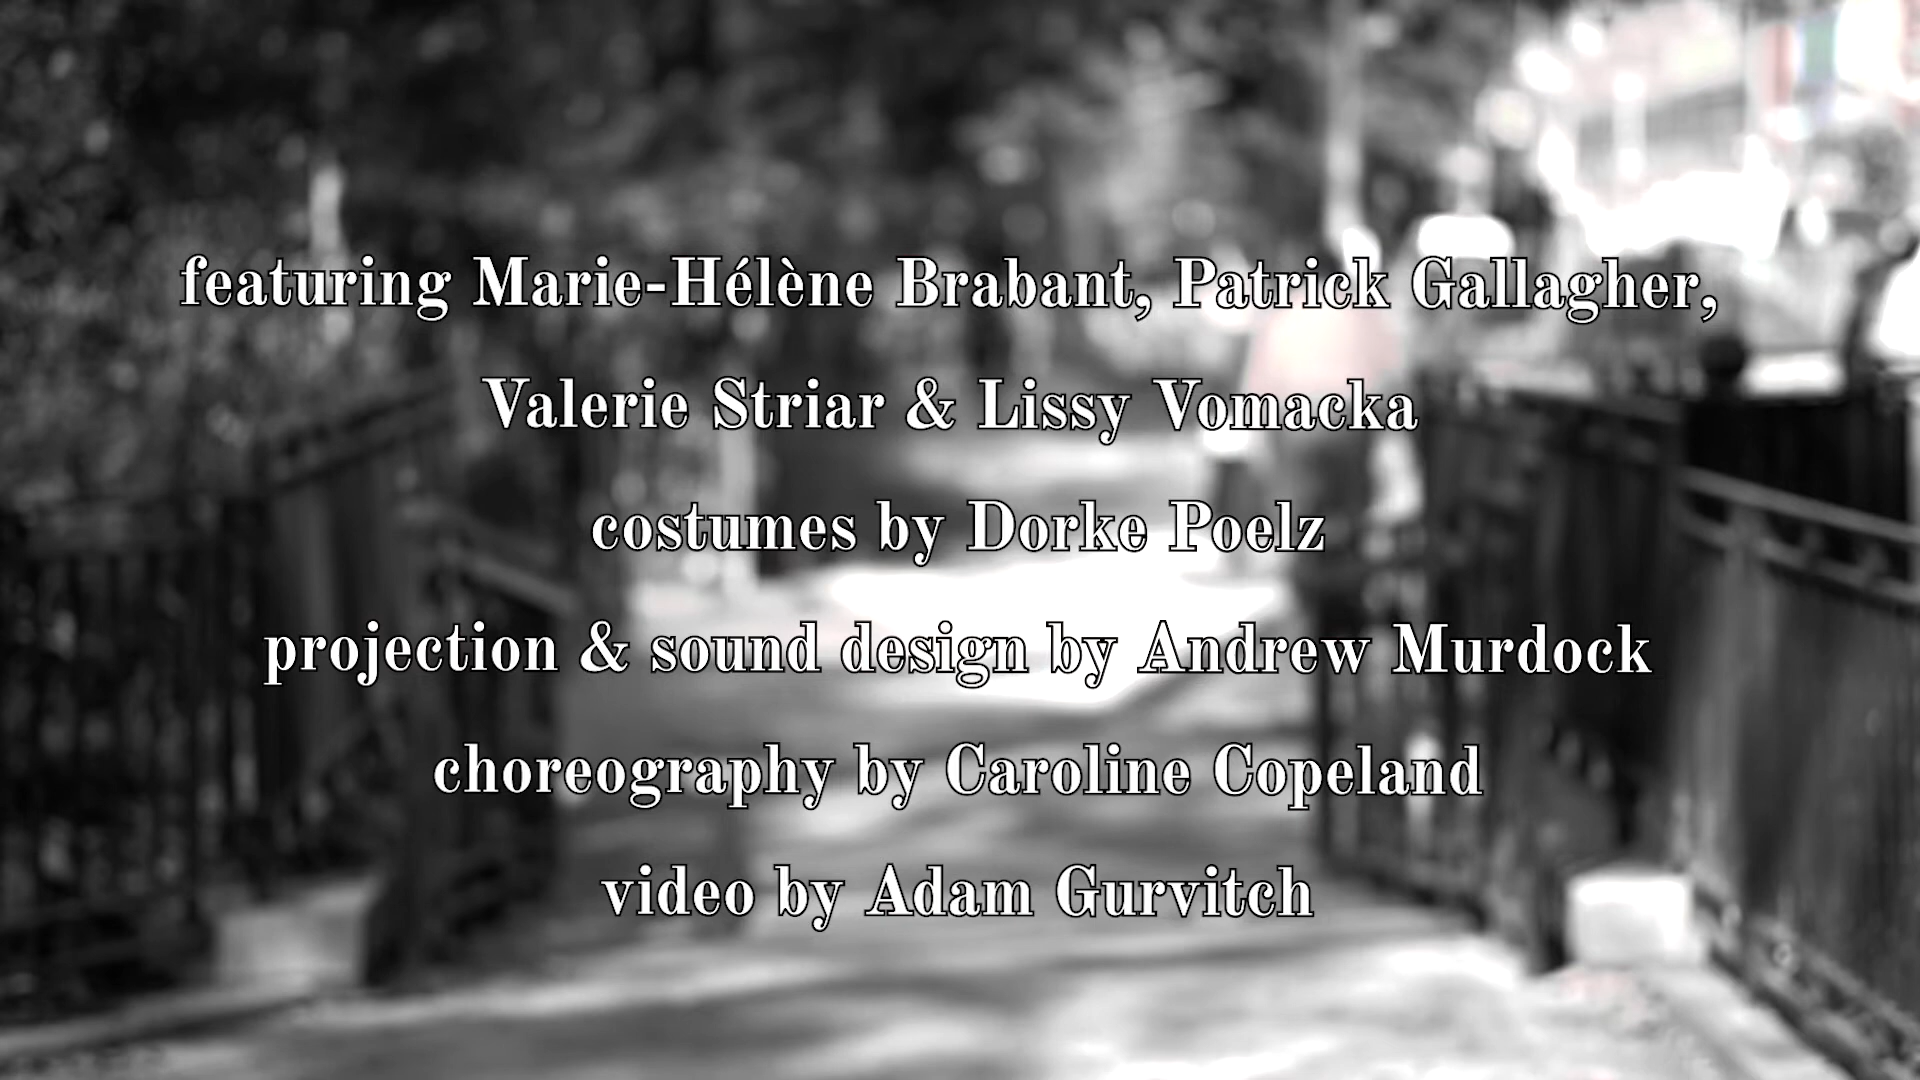 featuring Marie-Hélène Brabant, Patrick Gallagher,
Valerie Striar & Lissy Vomacka
costumes by Dorke Poelz
projection & sound design by Andrew Murdock
choreography by Caroline Copeland
video by Adam Gurvitch